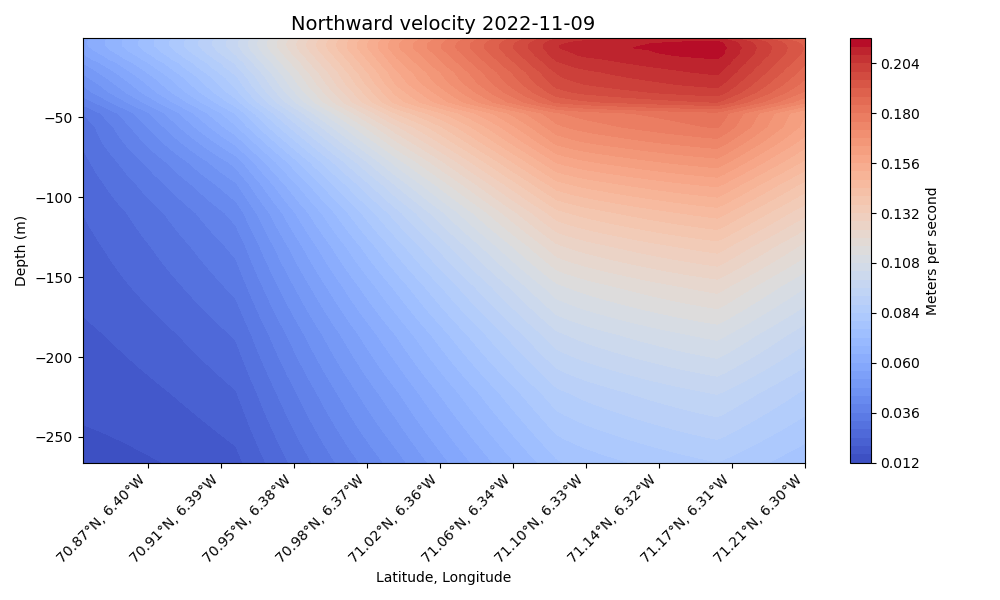 Northward velocity 2022-11-09
Depth (m)
−50
−100
−150
−200
−250
70.87°N, 6.40°W
70.91°N, 6.39°W
70.95°N, 6.38°W
70.98°N, 6.37°W
71.02°N, 6.36°W
71.06°N, 6.34°W
71.10°N, 6.33°W
71.14°N, 6.32°W
71.17°N, 6.31°W
71.21°N, 6.30°W
Latitude, Longitude
0.204
0.180
0.156
0.132
0.108
0.084
0.060
0.036
0.012
Meters per second